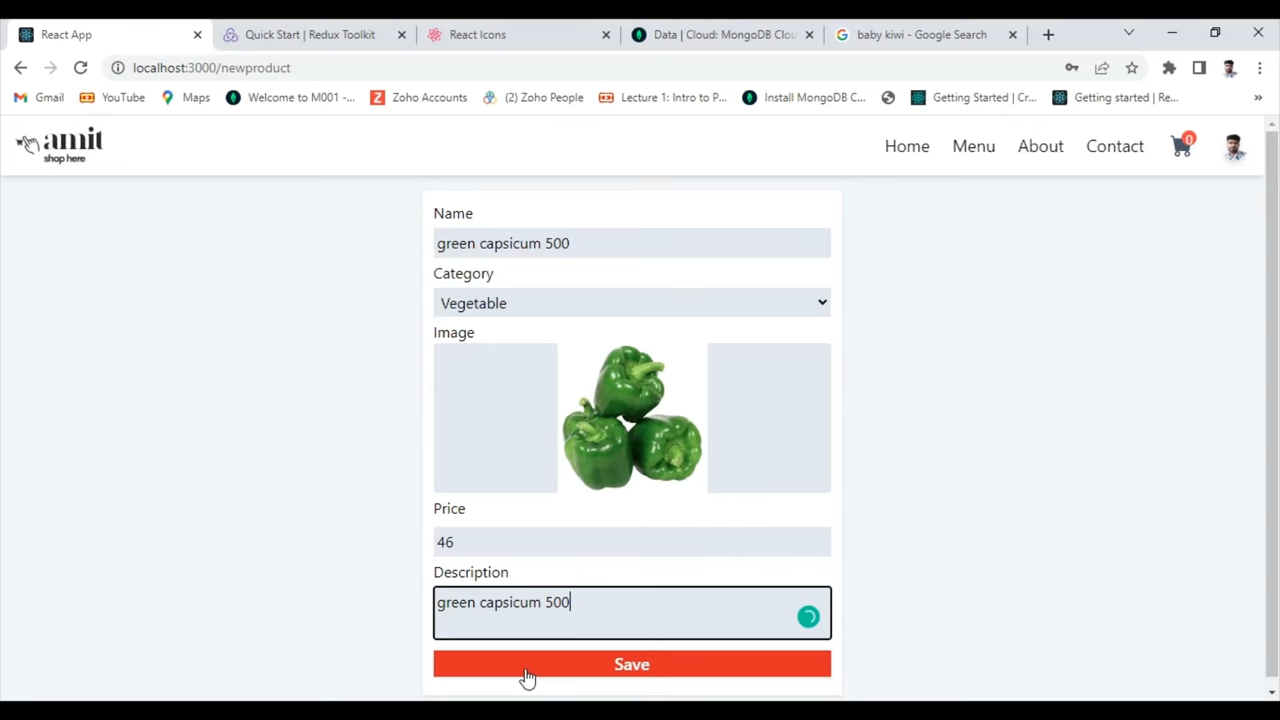 React App
Quick Start | Redux Toolkit
React Icons
Data | Cloud: MongoDB Clou
baby kiwi - Google Search
localhost:3000/newproduct
Gmail
YouTube
Maps
Welcome to M001 -...
Zoho Accounts
(2) Zoho People
Lecture 1: Intro to P...
Install MongoDB C...
Getting Started | Cr...
Getting started | Re...
amit
shop here
Home
Menu
About
Contact
0
Name
green capsicum 500
Category
Vegetable
Image
Price
46
Description
green capsicum 500
Save